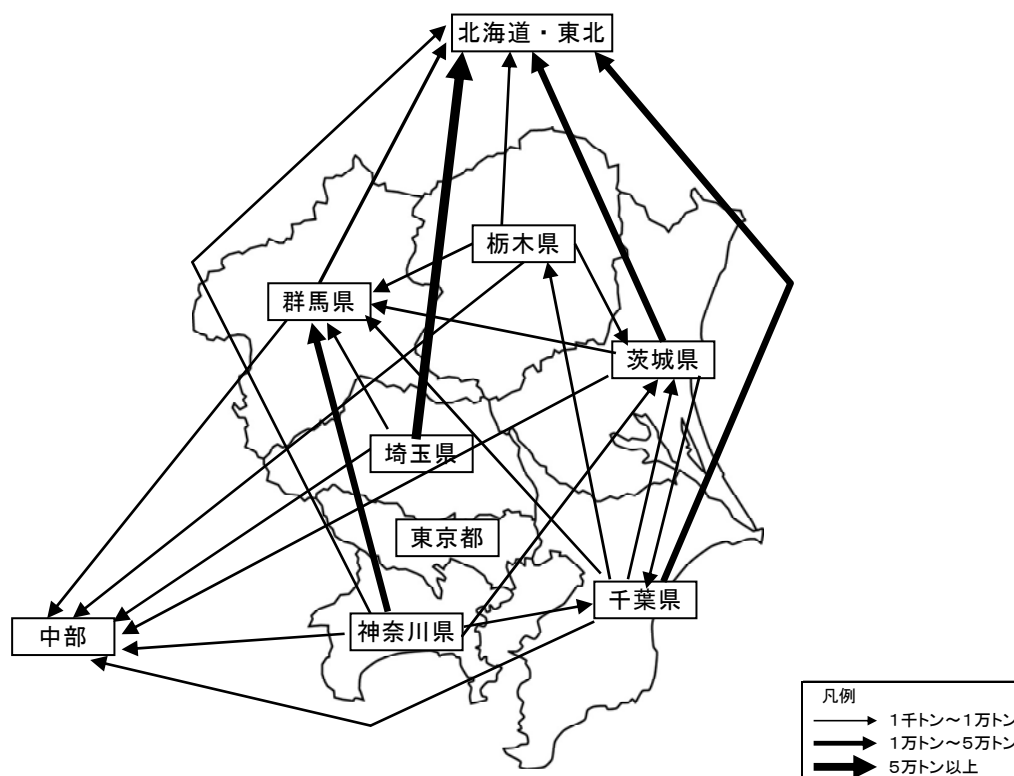 北海道・東北
栃木県
群馬県
茨城県
埼玉県
東京都
千葉県
神奈川県
中部
凡例
1千トン～1万トン
1万トン～5万トン
5万トン以上